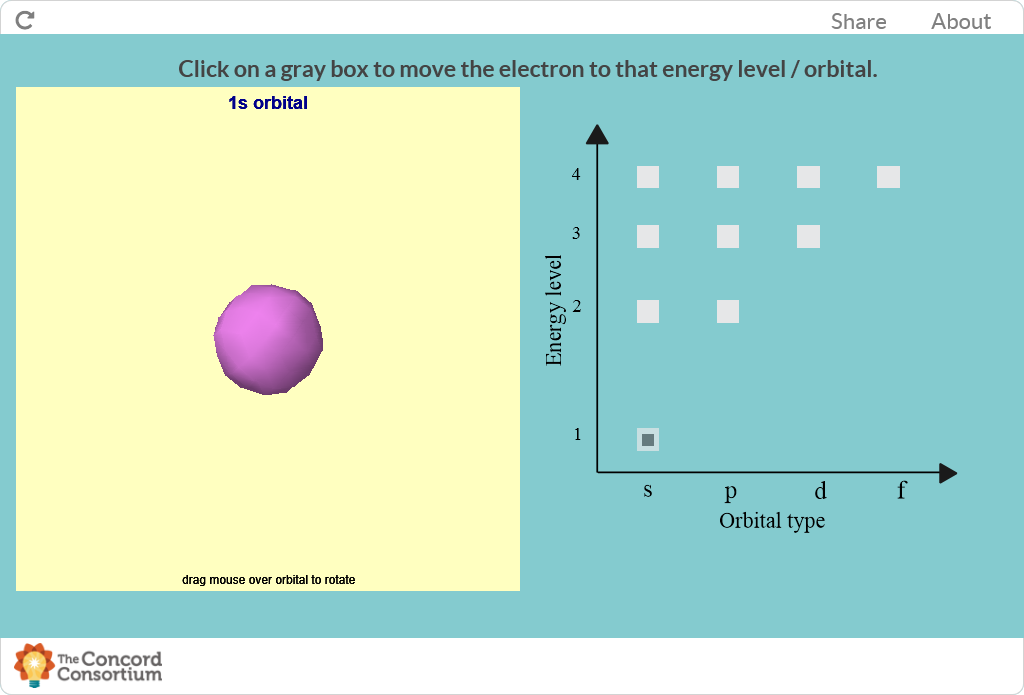 Share About
Click on a gray box to move the electron to that energy level / orbital.
1s orbital
4
3
2
1
Energy level
s p d f
Orbital type
drag mouse over orbital to rotate
The Concord
Consortium